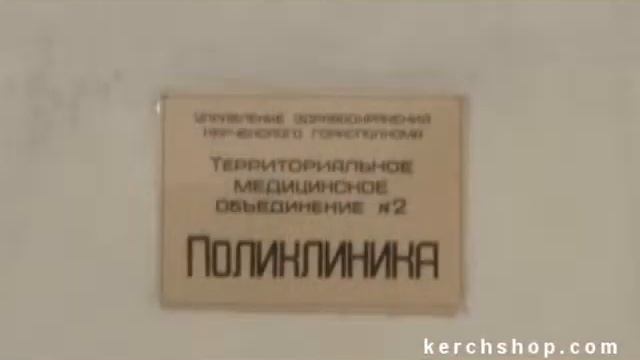 Управление здравоохранения
Керченского горисполкома
Территориальное
медицинское
объединение №2
Поликлиника
kerchshop.com